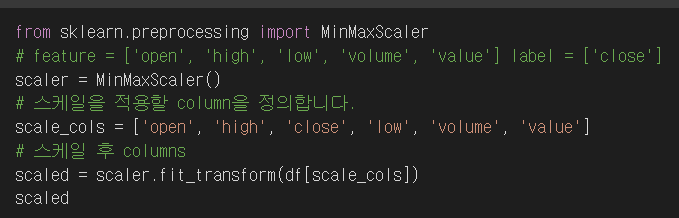 from sklearn.preprocessing import MinMaxScaler
# feature = ['open', 'high', 'low', 'volume', 'value'] label = ['close']
scaler = MinMaxScaler()
# 스케일을 적용할 column을 정의합니다.
scale_cols = ['open', 'high', 'close', 'low', 'volume', 'value']
# 스케일 후 columns
scaled = scaler.fit_transform(df[scale_cols])
scaled